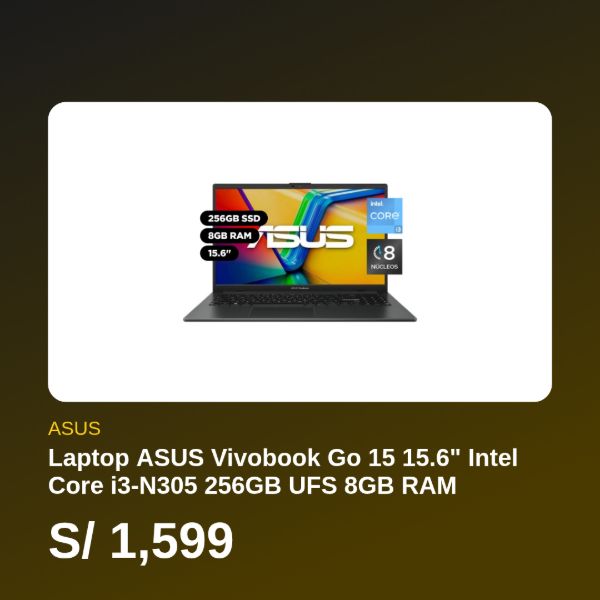 256GB SSD
8GB RAM
15.6"
ASUS
intel
CORE
i3
8
NÚCLEOS
ASUS
Laptop ASUS Vivobook Go 15 15.6" Intel
Core i3-N305 256GB UFS 8GB RAM
S/ 1,599